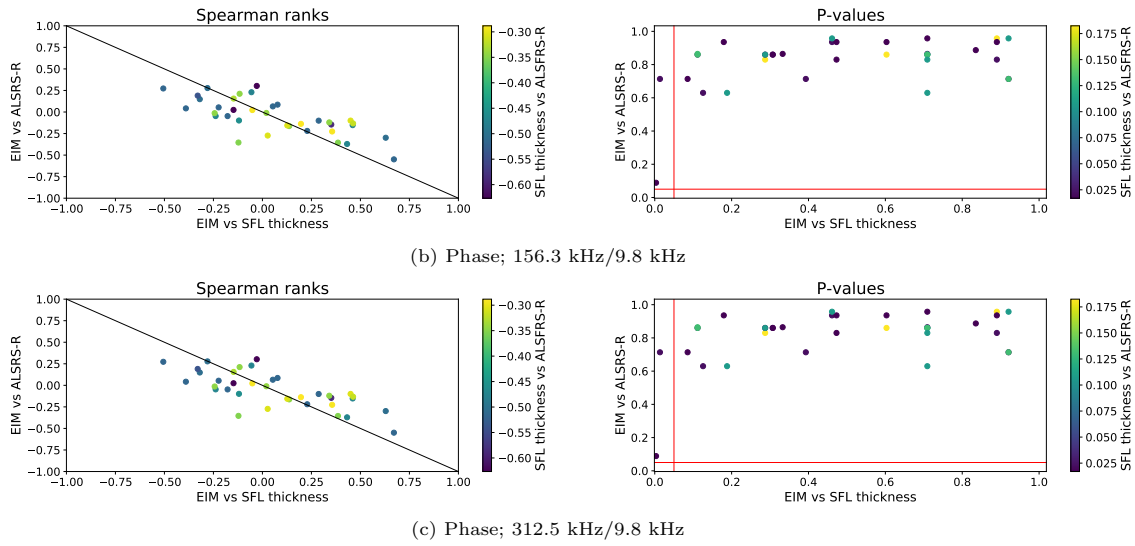 Spearman ranks
P-values
1.00
0.75
0.50
0.25
0.00
−0.25
−0.50
−0.75
−1.00
EIM vs ALSRS-R
−1.00 −0.75 −0.50 −0.25 0.00 0.25 0.50 0.75 1.00
EIM vs SFL thickness
−0.30
−0.35
−0.40
−0.45
−0.50
−0.55
−0.60
SFL thickness vs ALSFRS-R
1.0
0.8
0.6
0.4
0.2
0.0
EIM vs ALSRS-R
0.0 0.2 0.4 0.6 0.8 1.0
EIM vs SFL thickness
0.175
0.150
0.125
0.100
0.075
0.050
0.025
SFL thickness vs ALSFRS-R
(b) Phase; 156.3 kHz/9.8 kHz
Spearman ranks
P-values
1.00
0.75
0.50
0.25
0.00
−0.25
−0.50
−0.75
−1.00
EIM vs ALSRS-R
−1.00 −0.75 −0.50 −0.25 0.00 0.25 0.50 0.75 1.00
EIM vs SFL thickness
−0.30
−0.35
−0.40
−0.45
−0.50
−0.55
−0.60
SFL thickness vs ALSFRS-R
1.0
0.8
0.6
0.4
0.2
0.0
EIM vs ALSRS-R
0.0 0.2 0.4 0.6 0.8 1.0
EIM vs SFL thickness
0.175
0.150
0.125
0.100
0.075
0.050
0.025
SFL thickness vs ALSFRS-R
(c) Phase; 312.5 kHz/9.8 kHz